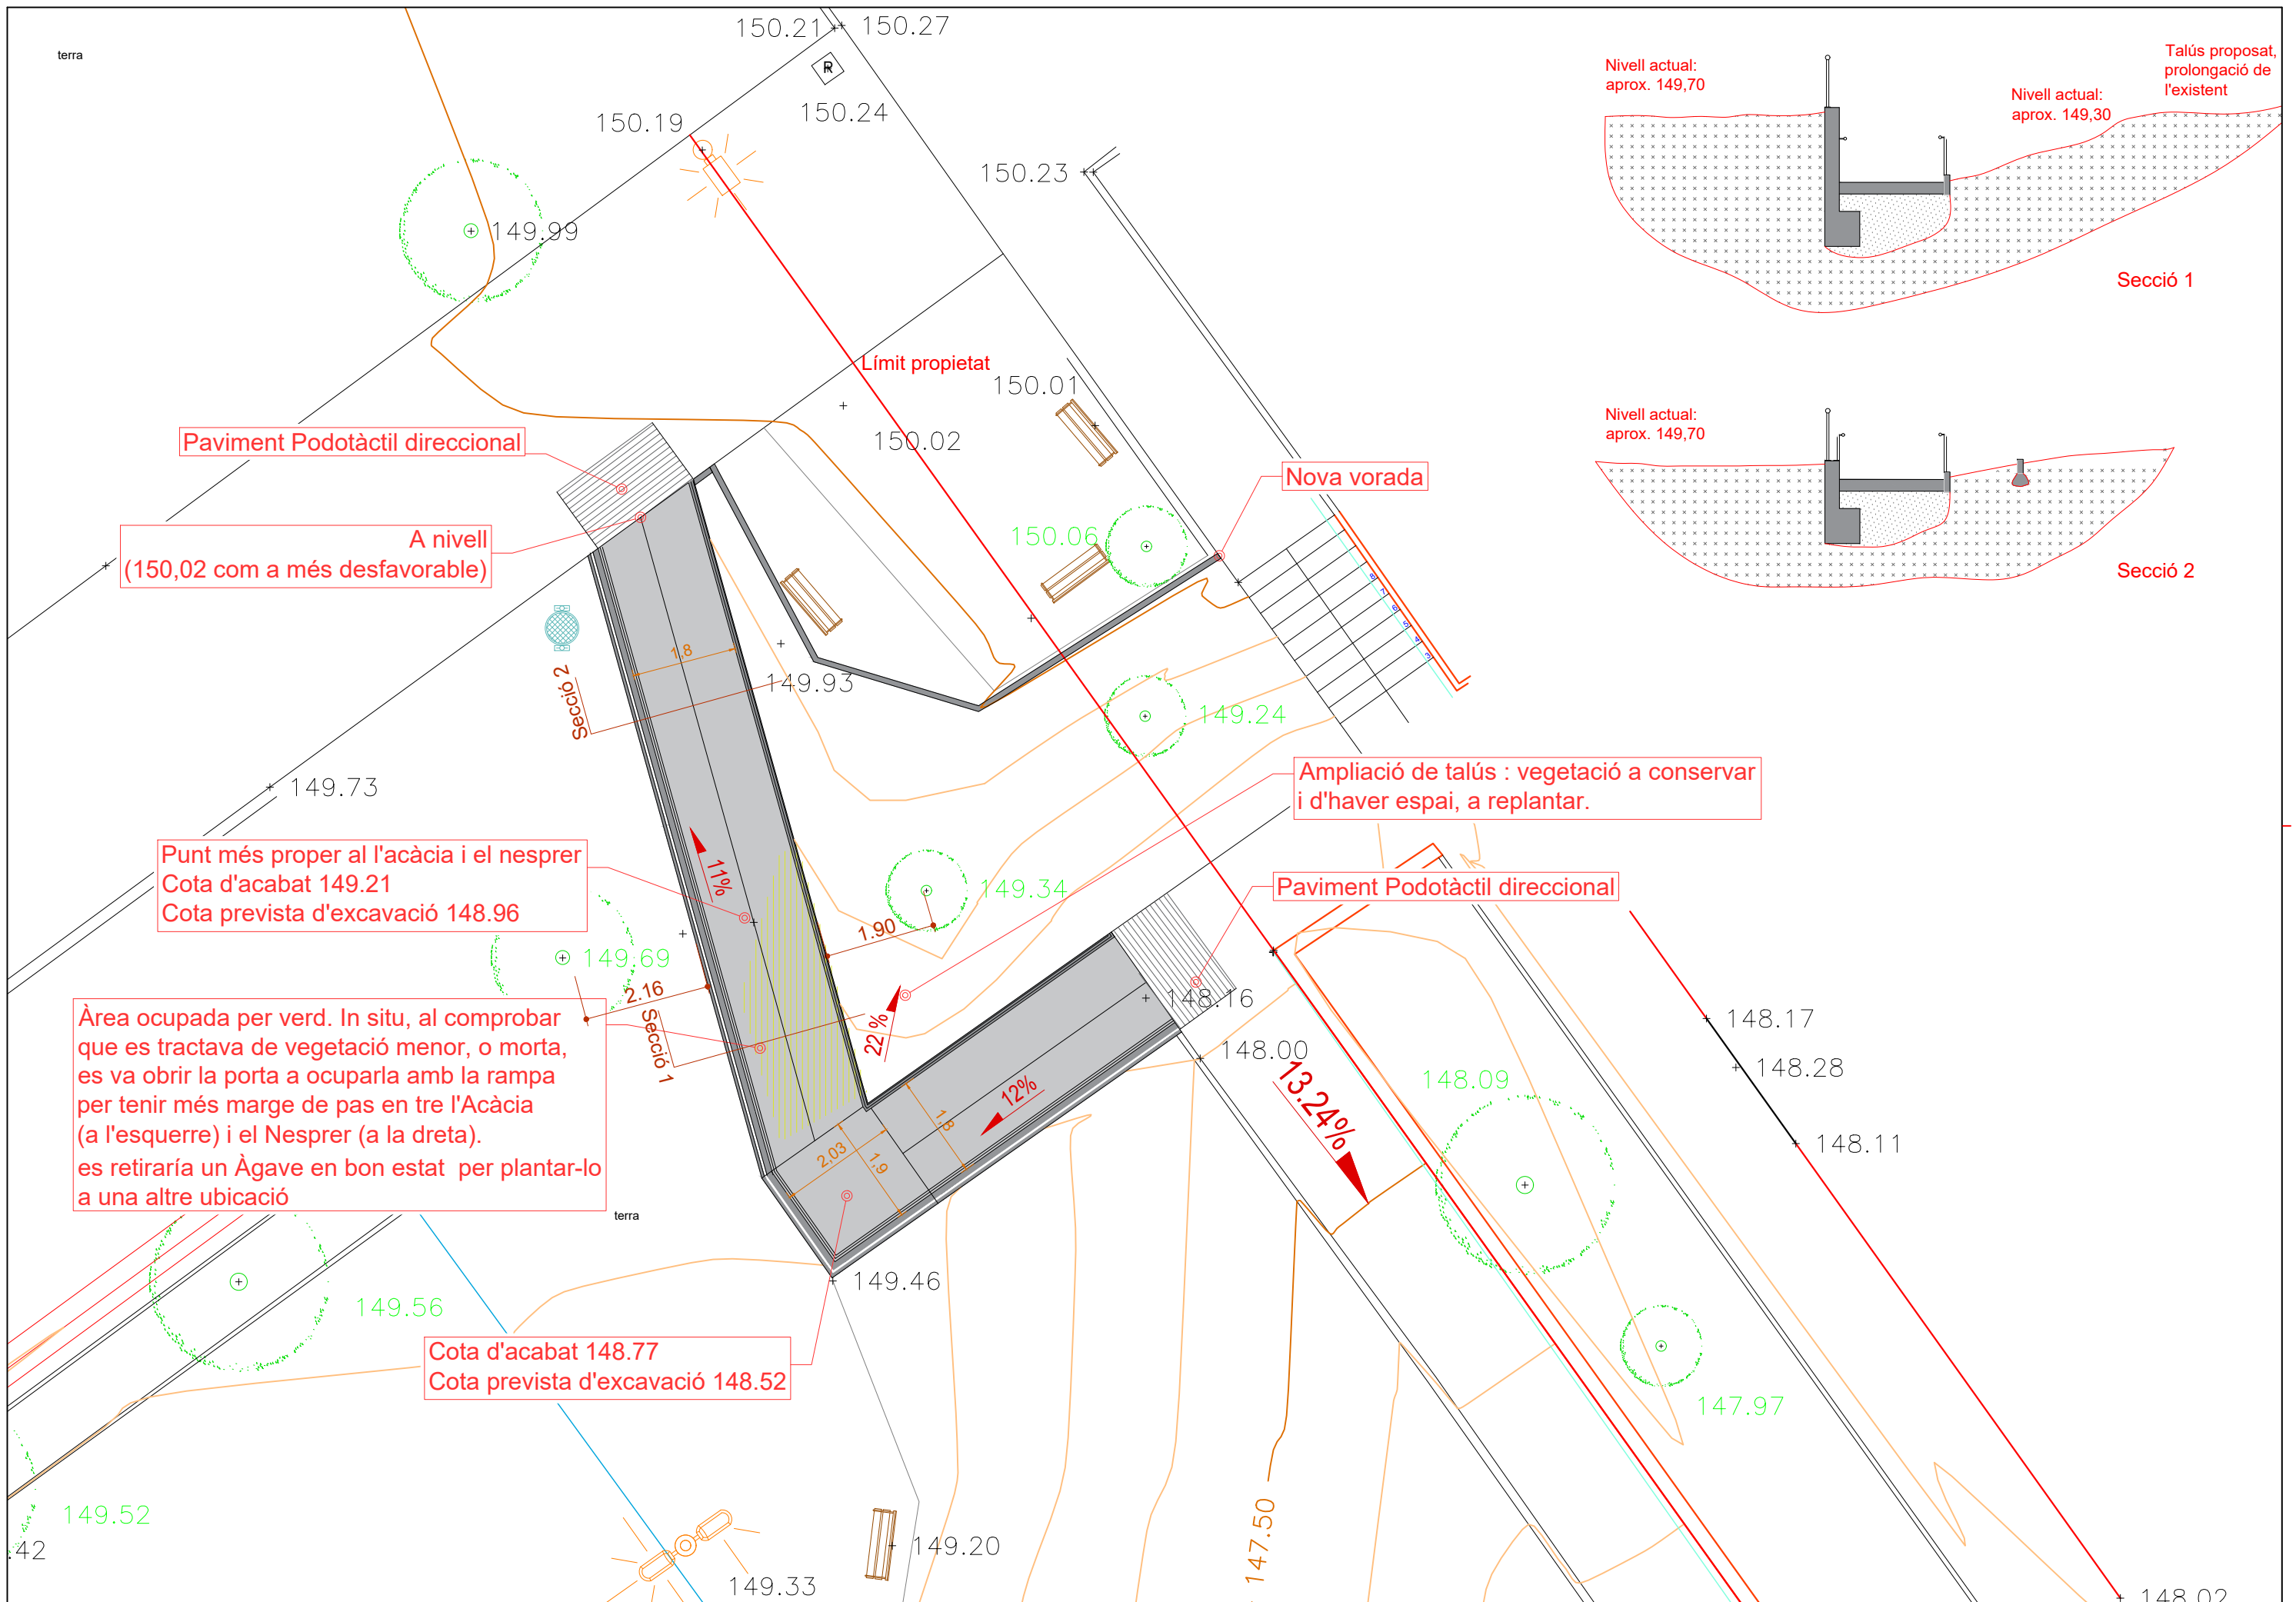 terra
150.21
150.27
R
150.24
150.19
150.23
149.99
Nivell actual:
aprox. 149,70
Nivell actual:
aprox. 149,30
Talús proposat,
prolongació de
l'existent
Secció 1
Límit propietat
150.01
150.02
Nivell actual:
aprox. 149,70
Secció 2
Paviment Podotàctil direccional
Nova vorada
A nivell
(150,02 com a més desfavorable)
150.06
8
7
6
5
4
3
1,8
Secció 2
149.93
149.24
149.73
Ampliació de talús : vegetació a conservar
i d'haver espai, a replantar.
Punt més proper al l'acàcia i el nesprer
Cota d'acabat 149.21
Cota prevista d'excavació 148.96
11%
149.34
Paviment Podotàctil direccional
1.90
149.69
2.16
Secció 1
22 %
148.16
148.17
148.00
148.28
Àrea ocupada per verd. In situ, al comprobar
que es tractava de vegetació menor, o morta,
es va obrir la porta a ocuparla amb la rampa
per tenir més marge de pas en tre l'Acàcia
(a l'esquerre) i el Nesprer (a la dreta).
es retiraría un Àgave en bon estat  per plantar-lo
a una altre ubicació
12%
1,8
13.24%
148.09
148.11
2,03
1,9
terra
149.46
149.56
Cota d'acabat 148.77
Cota prevista d'excavació 148.52
147.97
149.52
.42
147.50
149.20
149.33
148.02